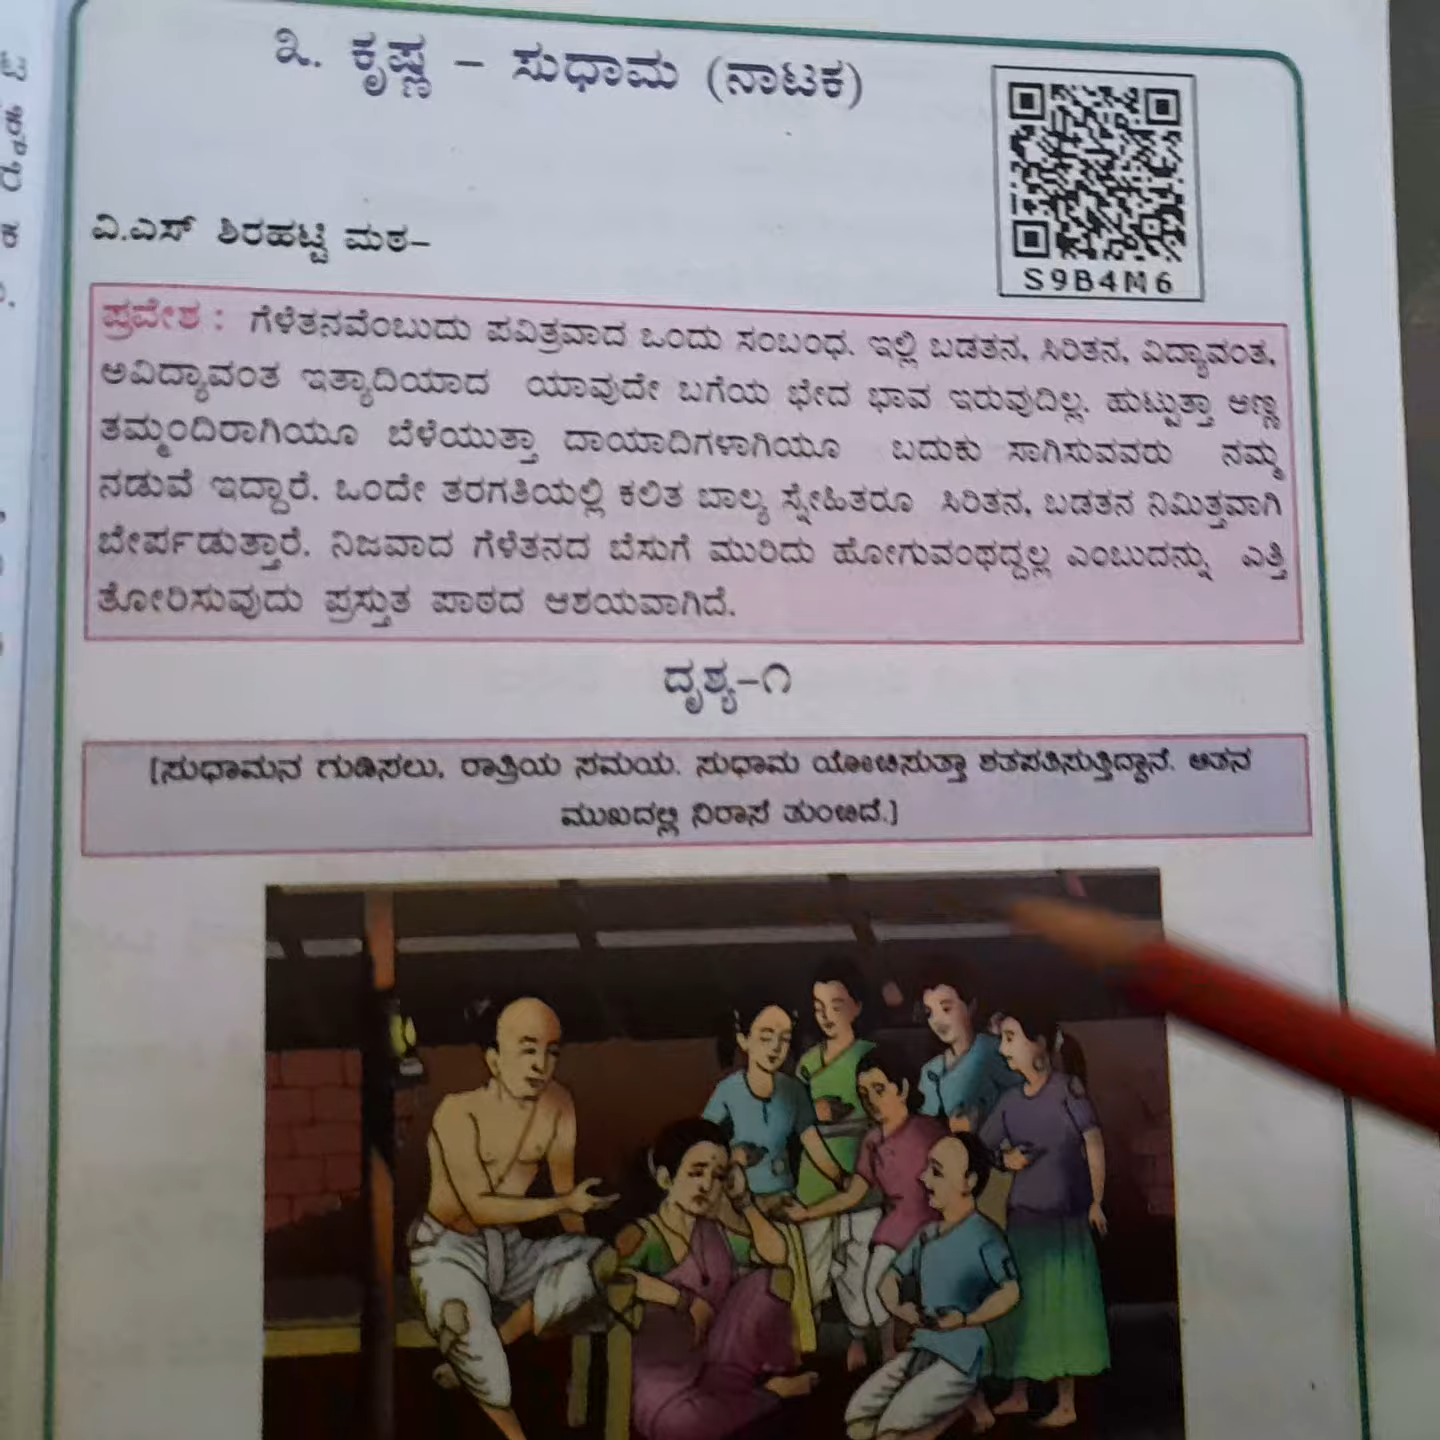 ೩. ಕೃಷ್ಣ – ಸುಧಾಮ (ನಾಟಕ)
S9B4M6
ವಿ.ಎಸ್ ಶಿರಹಟ್ಟಿ ಮಠ–
ಪ್ರವೇಶ : ಗೆಳೆತನವೆಂಬುದು ಪವಿತ್ರವಾದ ಒಂದು ಸಂಬಂಧ. ಇಲ್ಲಿ ಬಡತನ, ಸಿರಿತನ, ವಿದ್ಯಾವಂತ,
ಅವಿದ್ಯಾವಂತ ಇತ್ಯಾದಿಯಾದ ಯಾವುದೇ ಬಗೆಯ ಭೇದ ಭಾವ ಇರುವುದಿಲ್ಲ. ಹುಟ್ಟುತ್ತಾ ಅಣ್ಣ
ತಮ್ಮಂದಿರಾಗಿಯೂ ಬೆಳೆಯುತ್ತಾ ದಾಯಾದಿಗಳಾಗಿಯೂ ಬದುಕು ಸಾಗಿಸುವವರು ನಮ್ಮ
ನಡುವೆ ಇದ್ದಾರೆ. ಒಂದೇ ತರಗತಿಯಲ್ಲಿ ಕಲಿತ ಬಾಲ್ಯ ಸ್ನೇಹಿತರೂ ಸಿರಿತನ, ಬಡತನ ನಿಮಿತ್ತವಾಗಿ
ಬೇರ್ಪಡುತ್ತಾರೆ. ನಿಜವಾದ ಗೆಳೆತನದ ಬೆಸುಗೆ ಮುರಿದು ಹೋಗುವಂಥದ್ದಲ್ಲ ಎಂಬುದನ್ನು ಎತ್ತಿ
ತೋರಿಸುವುದು ಪ್ರಸ್ತುತ ಪಾಠದ ಆಶಯವಾಗಿದೆ.
ದೃಶ್ಯ–೧
[ಸುಧಾಮನ ಗುಡಿಸಲು, ರಾತ್ರಿಯ ಸಮಯ. ಸುಧಾಮ ಯೋಚಿಸುತ್ತಾ ಶತಪತಿಸುತ್ತಿದ್ದಾನೆ. ಆತನ
ಮುಖದಲ್ಲಿ ನಿರಾಸೆ ತುಂಬಿದೆ.]